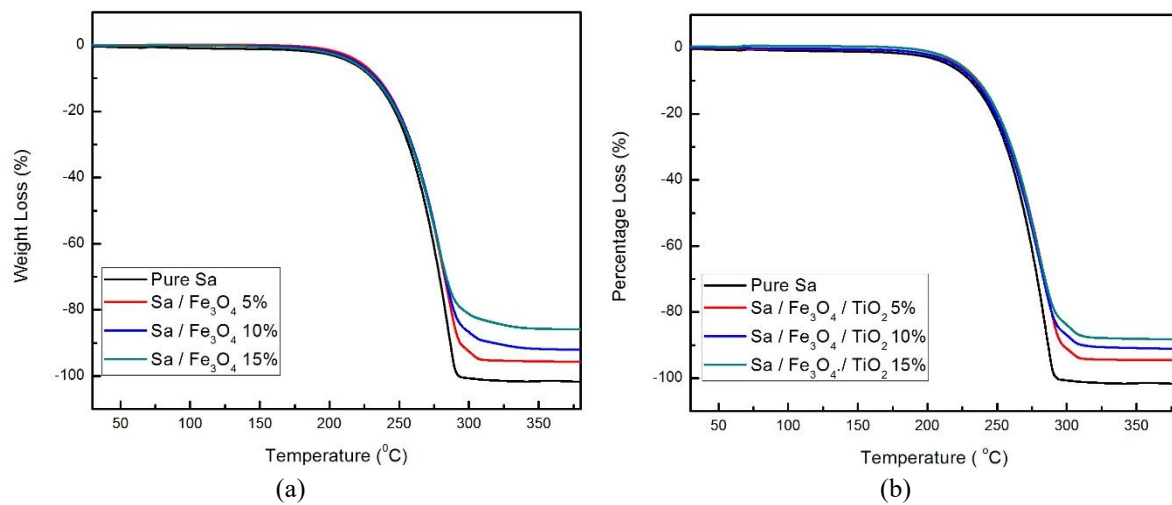 0
-20
-40
-60
-80
-100
Weight Loss (%)
Pure Sa
Sa / Fe₃O₄ 5%
Sa / Fe₃O₄ 10%
Sa / Fe₃O₄ 15%
50 100 150 200 250 300 350
Temperature (⁰C)
(a)
0
-20
-40
-60
-80
-100
Percentage Loss (%)
Pure Sa
Sa / Fe₃O₄ / TiO₂ 5%
Sa / Fe₃O₄ / TiO₂ 10%
Sa / Fe₃O₄./ TiO₂ 15%
50 100 150 200 250 300 350
Temperature ( ⁰C)
(b)